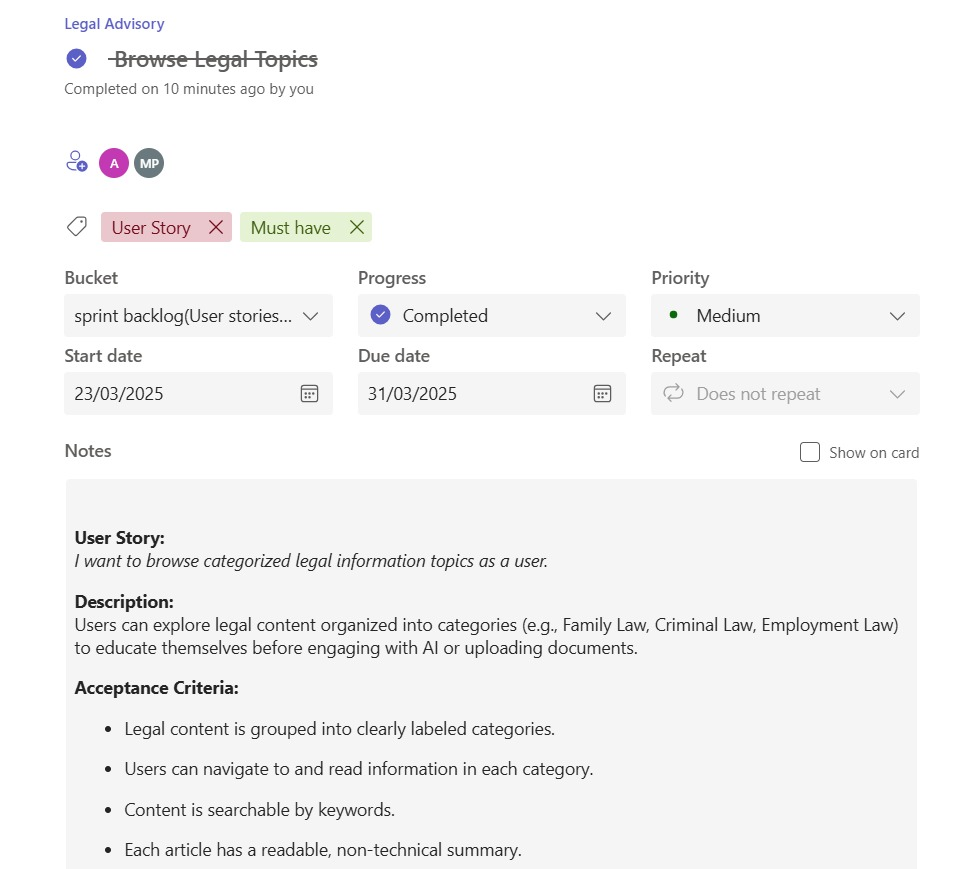 Legal Advisory
Browse Legal Topics
Completed on 10 minutes ago by you
A MP
User Story Must have
Bucket Progress Priority
sprint backlog(User stories... Completed Medium
Start date Due date Repeat
23/03/2025 31/03/2025 Does not repeat
Notes Show on card
User Story:
I want to browse categorized legal information topics as a user.
Description:
Users can explore legal content organized into categories (e.g., Family Law, Criminal Law, Employment Law)
to educate themselves before engaging with AI or uploading documents.
Acceptance Criteria:
• Legal content is grouped into clearly labeled categories.
• Users can navigate to and read information in each category.
• Content is searchable by keywords.
• Each article has a readable, non-technical summary.